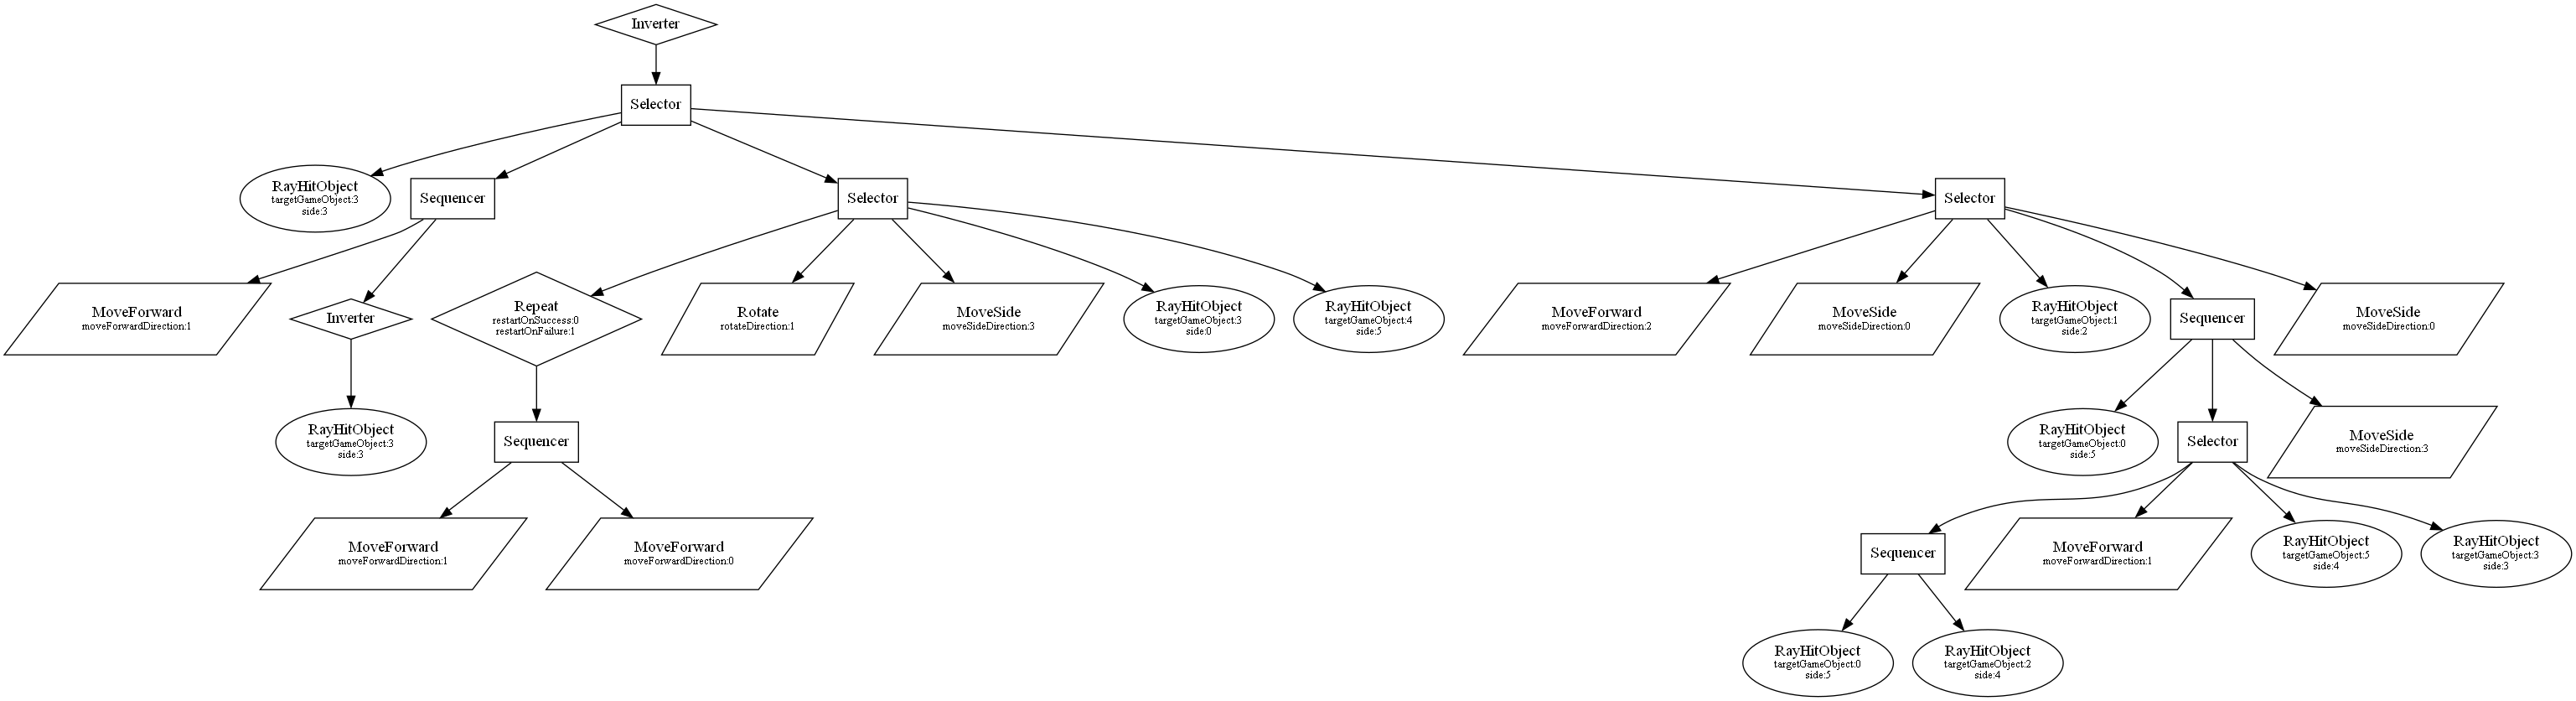 Inverter
Selector
RayHitObject
targetGameObject:3
side:3
Sequencer
Selector
Selector
MoveForward
moveForwardDirection:1
Inverter
Repeat
restartOnSuccess:0
restartOnFailure:1
Rotate
rotateDirection:1
MoveSide
moveSideDirection:3
RayHitObject
targetGameObject:3
side:0
RayHitObject
targetGameObject:4
side:5
MoveForward
moveForwardDirection:2
MoveSide
moveSideDirection:0
RayHitObject
targetGameObject:1
side:2
Sequencer
MoveSide
moveSideDirection:0
RayHitObject
targetGameObject:3
side:3
Sequencer
RayHitObject
targetGameObject:0
side:5
Selector
MoveSide
moveSideDirection:3
MoveForward
moveForwardDirection:1
MoveForward
moveForwardDirection:0
Sequencer
MoveForward
moveForwardDirection:1
RayHitObject
targetGameObject:5
side:4
RayHitObject
targetGameObject:3
side:3
RayHitObject
targetGameObject:0
side:5
RayHitObject
targetGameObject:2
side:4